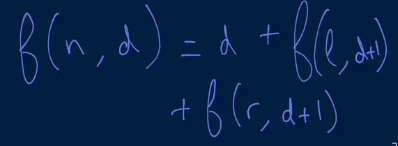 f(n, d) = d + f(l, d+1)
+ f(r, d+1)